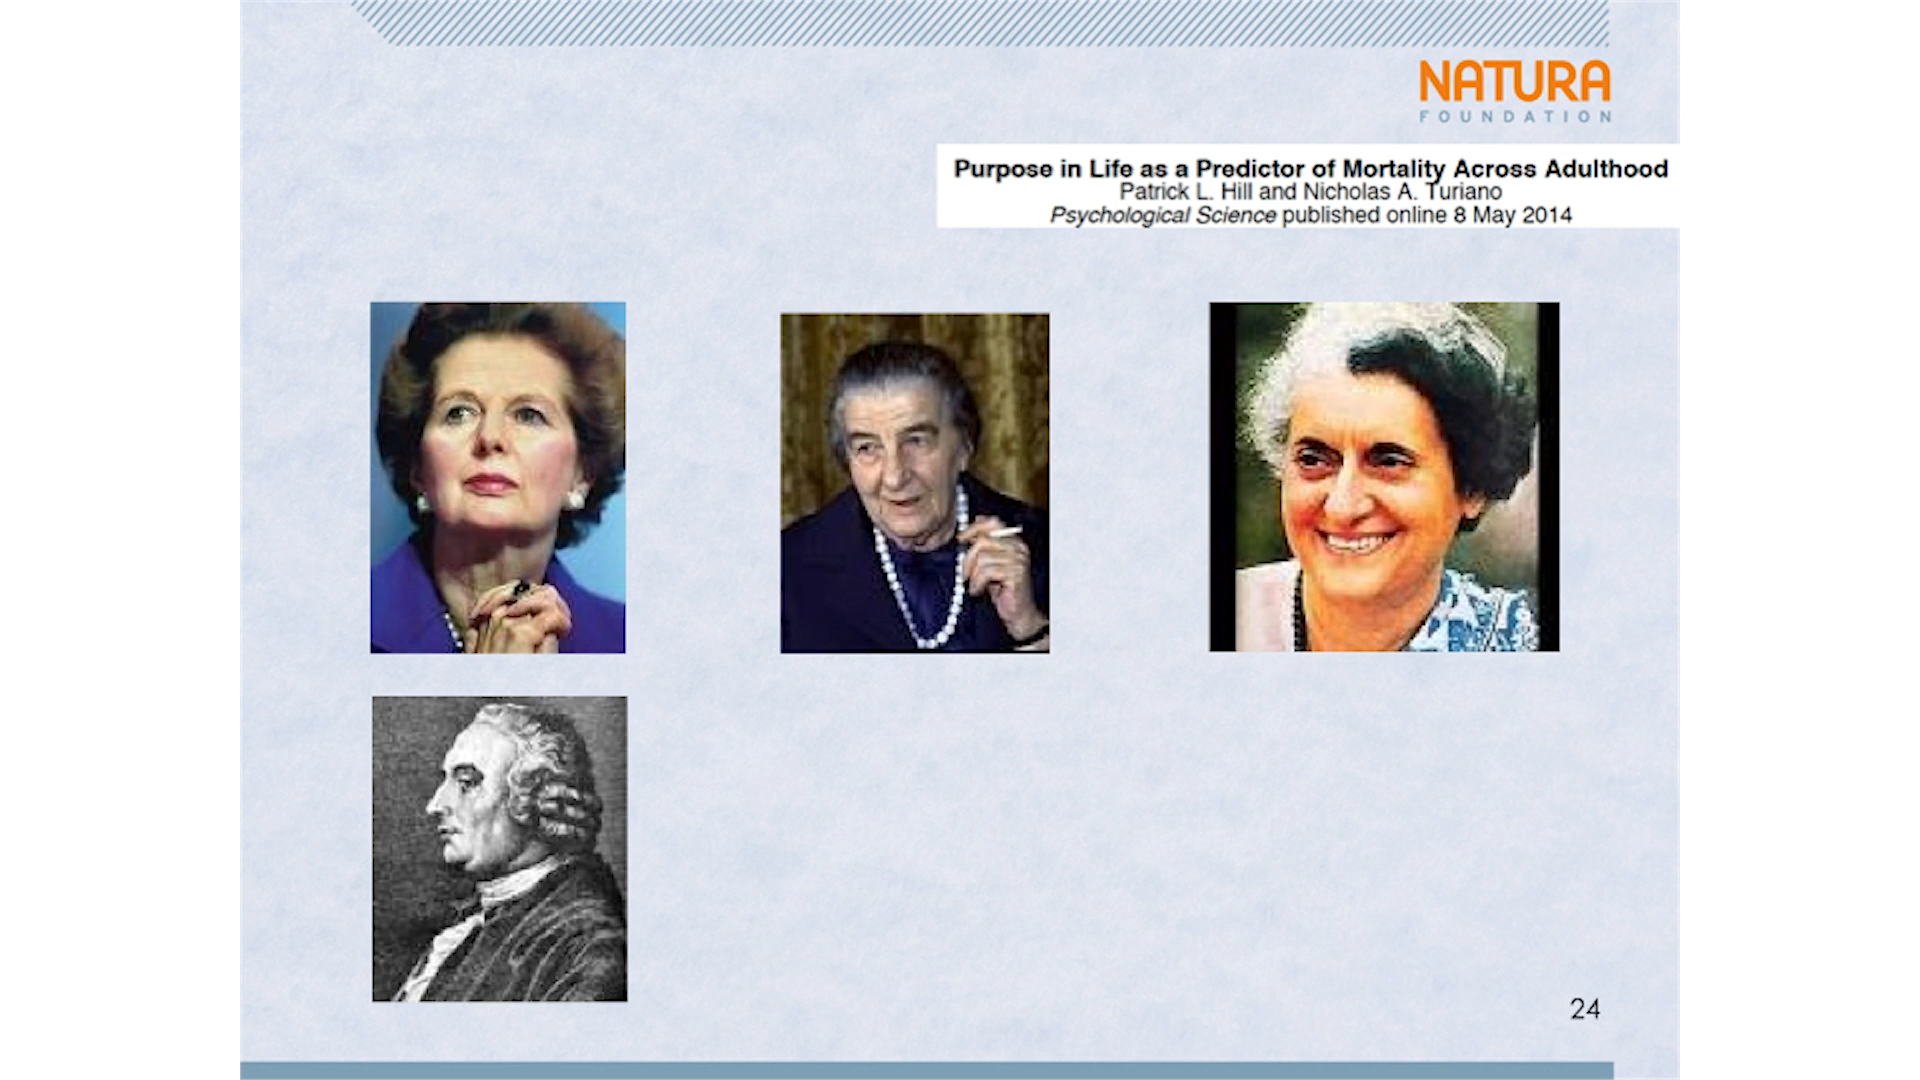 NATURA
FOUNDATION
Purpose in Life as a Predictor of Mortality Across Adulthood
Patrick L. Hill and Nicholas A. Turiano
Psychological Science published online 8 May 2014
24